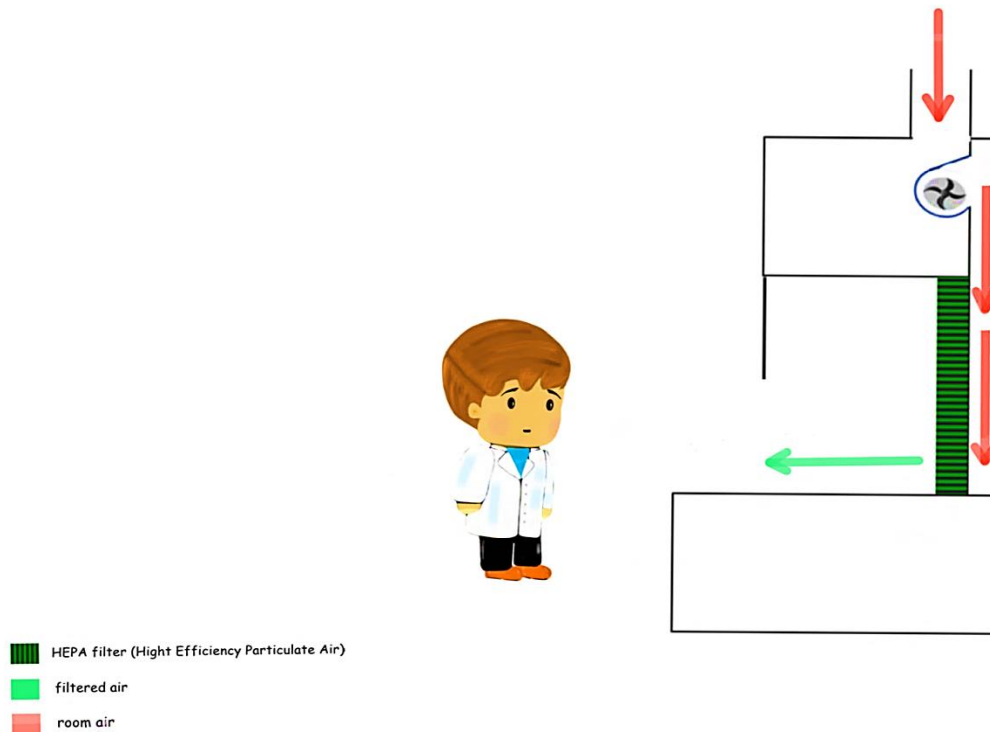 HEPA filter (Hight Efficiency Particulate Air)
filtered air
room air